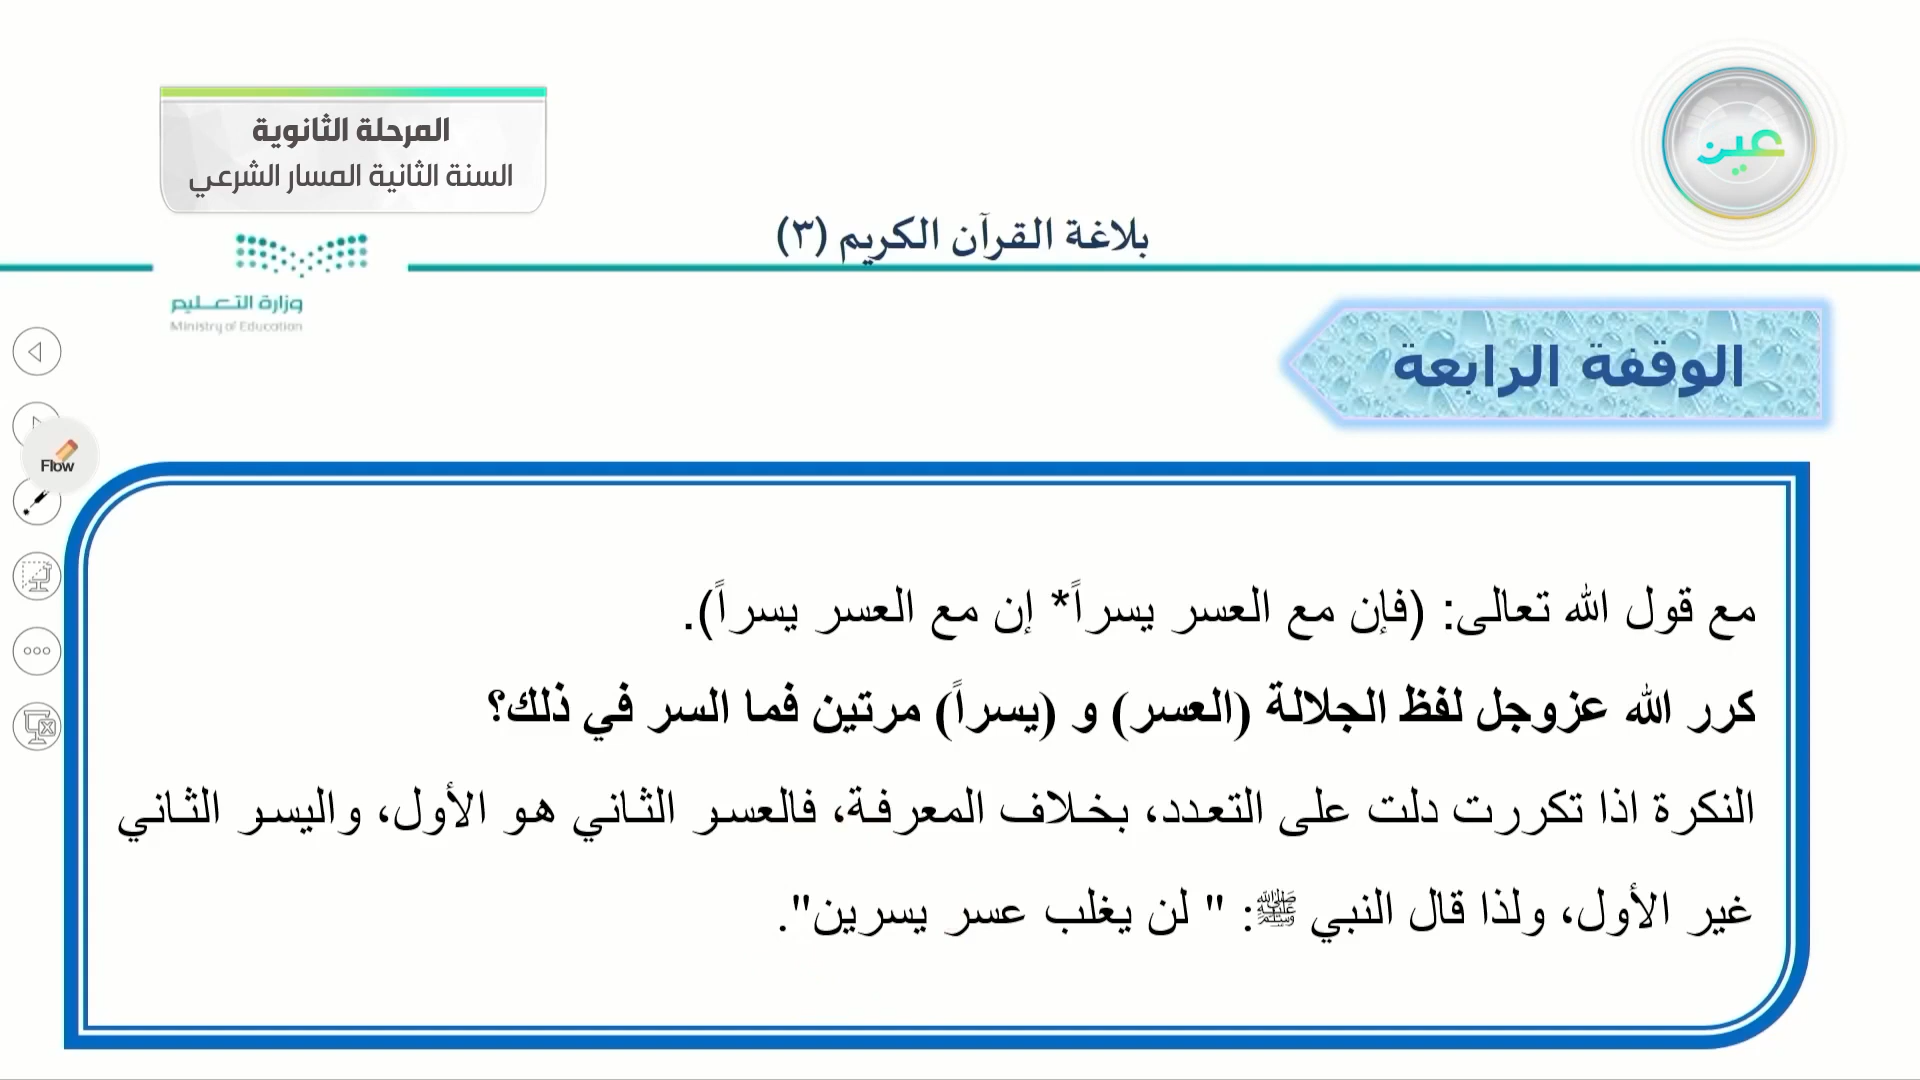 المرحلة الثانوية
السنة الثانية المسار الشرعي
عين
بلاغة القرآن الكريم (٣)
وزارة التعليم
Ministry of Education
الوقفة الرابعة
Flow
مع قول الله تعالى: (فإن مع العسر يسراً* إن مع العسر يسراً).
كرر الله عزوجل لفظ الجلالة (العسر) و (يسراً) مرتين فما السر في ذلك؟
النكرة اذا تكررت دلت على التعدد، بخلاف المعرفة، فالعسر الثاني هو الأول، واليسر الثاني
غير الأول، ولذا قال النبي ﷺ: " لن يغلب عسر يسرين".